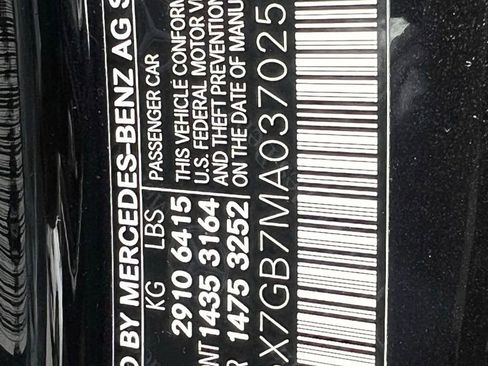 D BY MERCEDES-BENZ AG S
KG LBS PASSENGER CAR
2910 6415 THIS VEHICLE CONFORM
U.S. FEDERAL MOTOR VE
NT 1435 3164 AND THEFT PREVENTION
R 1475 3252 ON THE DATE OF MANU
X7GB7MA037025